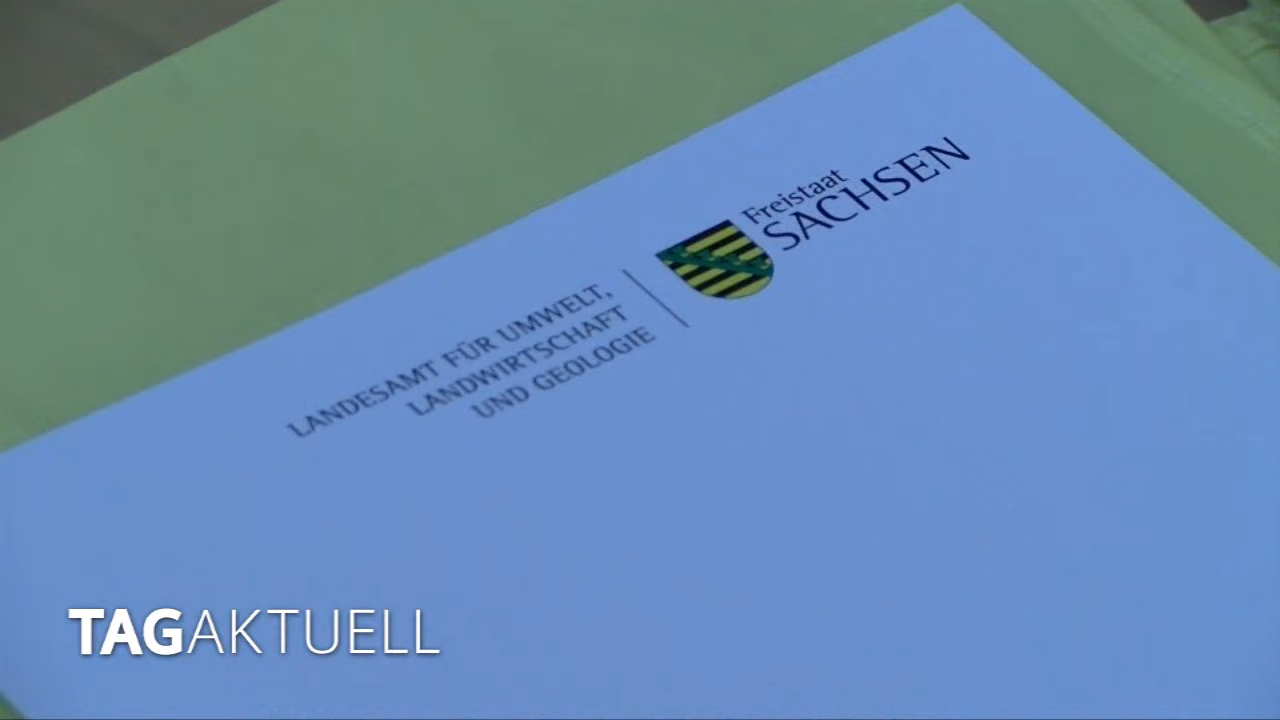 Freistaat
SACHSEN
LANDESAMT FÜR UMWELT,
LANDWIRTSCHAFT
UND GEOLOGIE
TAGAKTUELL